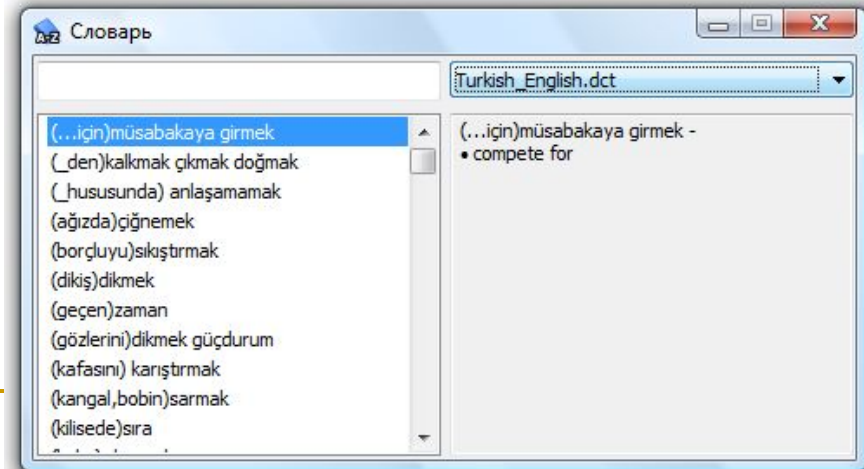 Словарь
Turkish_English.dct
(...için)müsabakaya girmek
(_den)kalkmak çıkmak doğmak
(_hususunda) anlaşamamak
(ağızda)çiğnemek
(borçluyu)sıkıştırmak
(dikiş)dikmek
(geçen)zaman
(gözlerini)dikmek güçdurum
(kafasını) karıştırmak
(kangal,bobin)sarmak
(kilisede)sıra
(...için)müsabakaya girmek -
• compete for